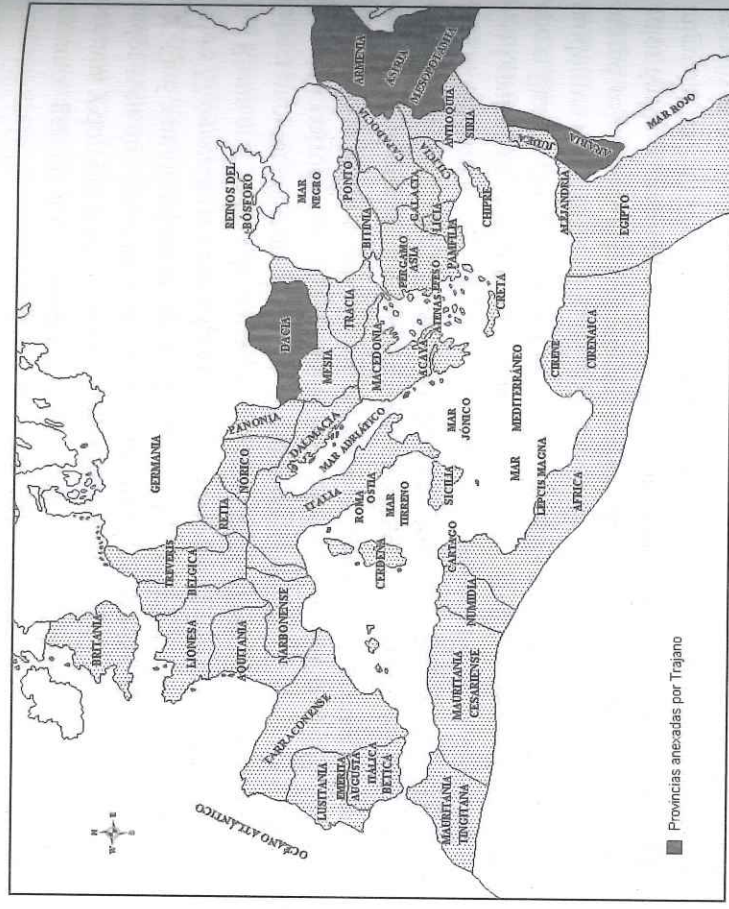 N
W
E
S
OCÉANO ATLÁNTICO
BRITANIA
GERMANIA
TREVERIS
BÉLGICA
LIONESA
AQUITANIA
NARBONENSE
RETIA
NÓRICO
PANONIA
DALMACIA
MAR ADRIÁTICO
ITALIA
ROMA
OSTIA
MAR
TIRRENO
CERDEÑA
SICILIA
MAR
JÓNICO
TARRACONENSE
LUSITANIA
EMERITA
AUGUSTA
ITÁLICA
BÉTICA
MAURITANIA
TINGITANA
MAURITANIA
CESARIENSE
NUMIDIA
CARTAGO
LEPCIS MAGNA
ÁFRICA
MAR
MEDITERRÁNEO
CIRENE
CIRENAICA
REINOS DEL
BÓSFORO
MAR
NEGRO
DACIA
MESIA
TRACIA
MACEDONIA
ACAYA
ATENAS
EFESO
PÉRGAMO
ASIA
BITINIA
PONTO
GALACIA
CAPADOCIA
LICIA
PAMFILIA
CILICIA
CRETA
CHIPRE
ARMENIA
ASIRIA
MESOPOTAMIA
ANTIOQUIA
SIRIA
JUDEA
ARABIA
ALEJANDRÍA
EGIPTO
MAR ROJO
Provincias anexadas por Trajano